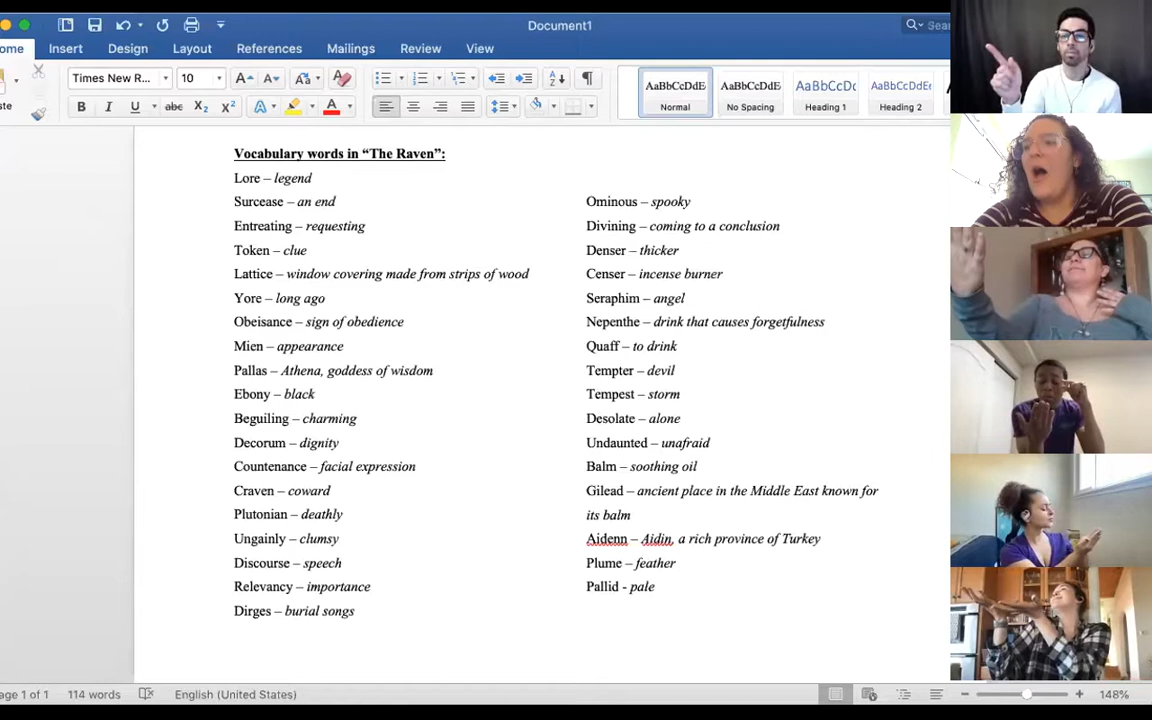 Document1
Sear
ome
Insert
Design
Layout
References
Mailings
Review
View
ste
Times New R...
10
AaBbCcDdE
AaBbCcDdE
AaBbCcDc
AaBbCcDdEe
Normal
No Spacing
Heading 1
Heading 2
Vocabulary words in “The Raven”:
Lore – legend
Surcease – an end
Entreating – requesting
Token – clue
Lattice – window covering made from strips of wood
Yore – long ago
Obeisance – sign of obedience
Mien – appearance
Pallas – Athena, goddess of wisdom
Ebony – black
Beguiling – charming
Decorum – dignity
Countenance – facial expression
Craven – coward
Plutonian – deathly
Ungainly – clumsy
Discourse – speech
Relevancy – importance
Dirges – burial songs
Ominous – spooky
Divining – coming to a conclusion
Denser – thicker
Censer – incense burner
Seraphim – angel
Nepenthe – drink that causes forgetfulness
Quaff – to drink
Tempter – devil
Tempest – storm
Desolate – alone
Undaunted – unafraid
Balm – soothing oil
Gilead – ancient place in the Middle East known for
its balm
Aidenn – Aidin, a rich province of Turkey
Plume – feather
Pallid - pale
age 1 of 1
114 words
English (United States)
148%